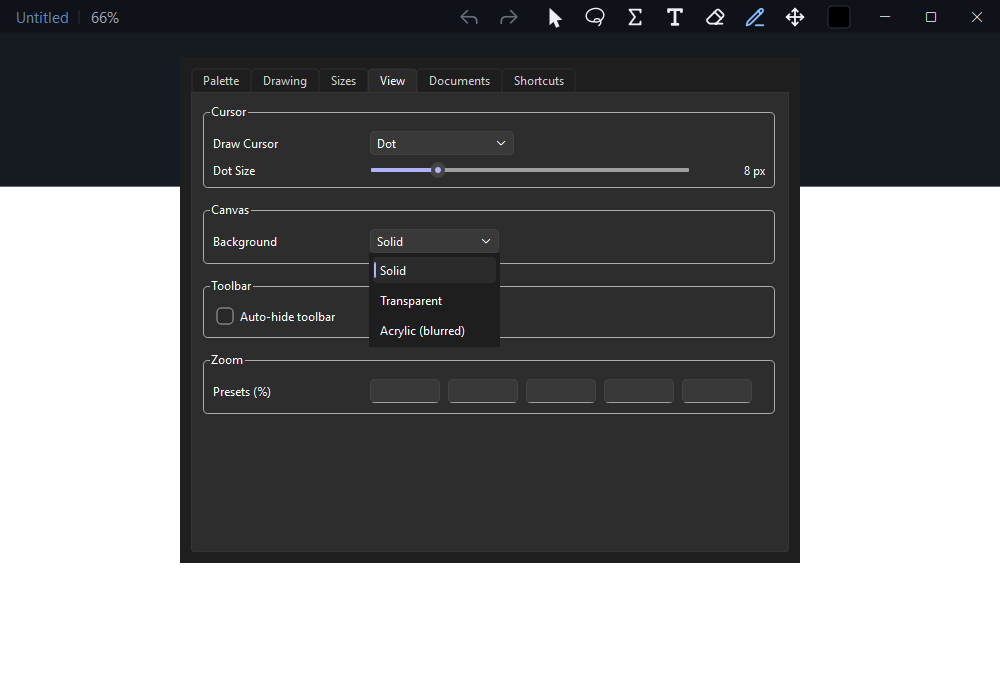 Untitled 66%
Palette Drawing Sizes View Documents Shortcuts
Cursor
Draw Cursor Dot
Dot Size 8 px
Canvas
Background Solid
Solid
Transparent
Acrylic (blurred)
Toolbar
Auto-hide toolbar
Zoom
Presets (%)